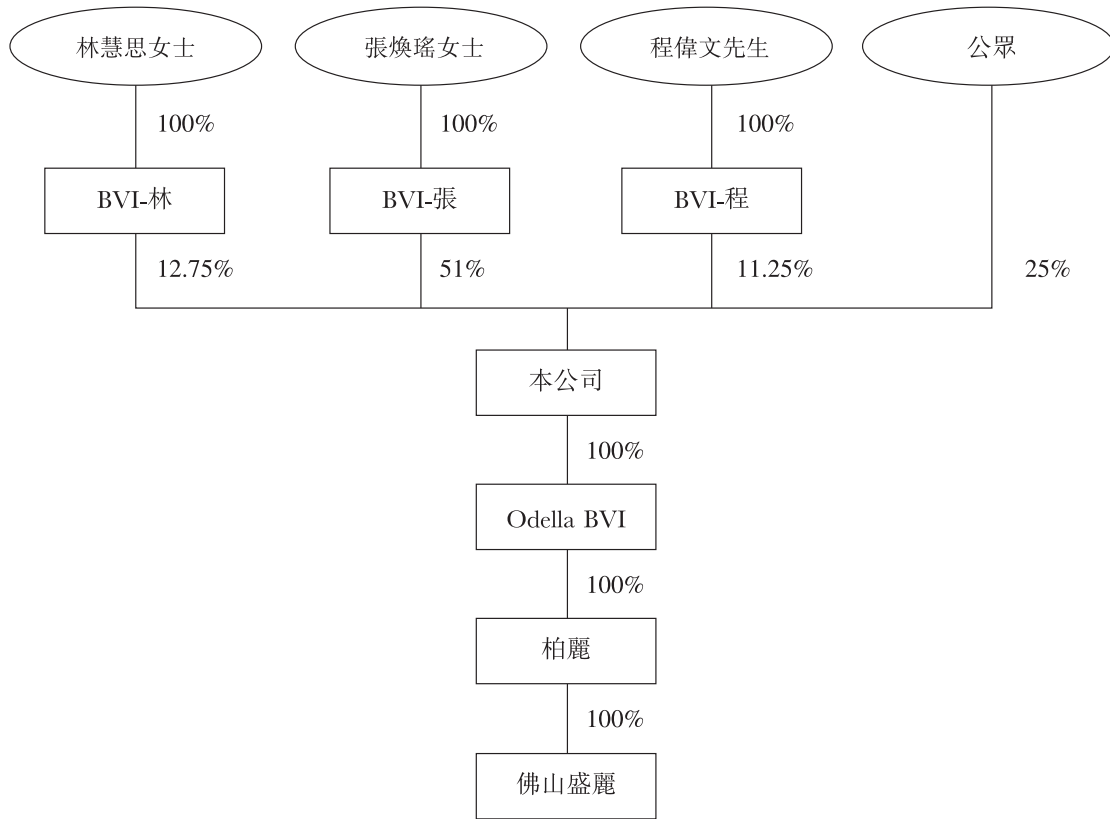 林慧思女士
張煥瑤女士
程偉文先生
公眾
100%
100%
100%
BVI-林
BVI-張
BVI-程
12.75%
51%
11.25%
25%
本公司
100%
Odella BVI
100%
柏麗
100%
佛山盛麗